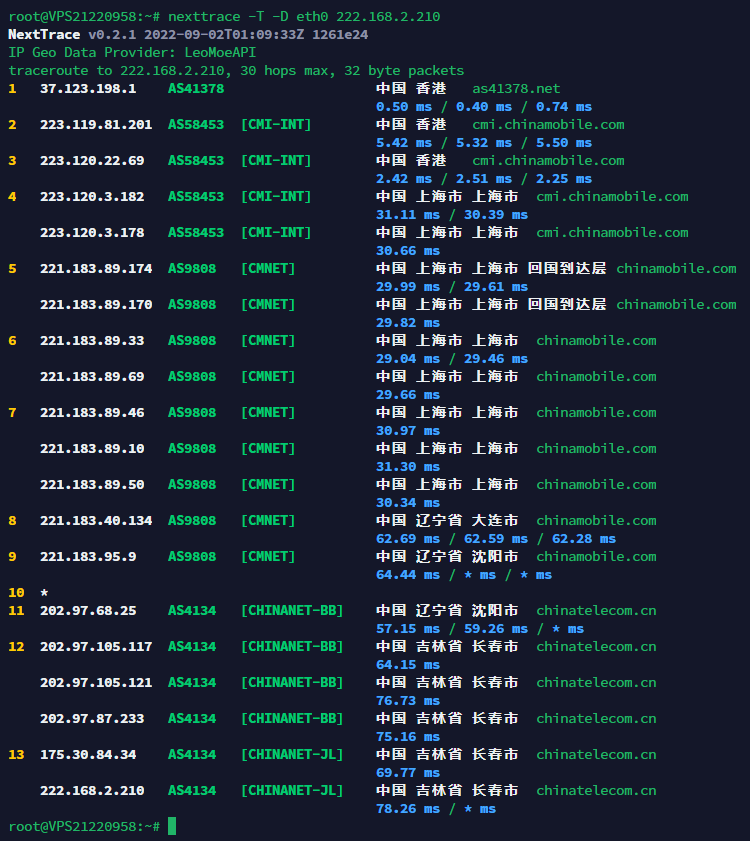 root@VPS21220958:~# nexttrace -T -D eth0 222.168.2.210
NextTrace v0.2.1 2022-09-02T01:09:33Z 1261e24
IP Geo Data Provider: LeoMoeAPI
traceroute to 222.168.2.210, 30 hops max, 32 byte packets
1 37.123.198.1 AS41378 中国 香港 as41378.net
0.50 ms / 0.40 ms / 0.74 ms
2 223.119.81.201 AS58453 [CMI-INT] 中国 香港 cmi.chinamobile.com
5.42 ms / 5.32 ms / 5.50 ms
3 223.120.22.69 AS58453 [CMI-INT] 中国 香港 cmi.chinamobile.com
2.42 ms / 2.51 ms / 2.25 ms
4 223.120.3.182 AS58453 [CMI-INT] 中国 上海市 上海市 cmi.chinamobile.com
31.11 ms / 30.39 ms
223.120.3.178 AS58453 [CMI-INT] 中国 上海市 上海市 cmi.chinamobile.com
30.66 ms
5 221.183.89.174 AS9808 [CMNET] 中国 上海市 上海市 回国到达层 chinamobile.com
29.99 ms / 29.61 ms
221.183.89.170 AS9808 [CMNET] 中国 上海市 上海市 回国到达层 chinamobile.com
29.82 ms
6 221.183.89.33 AS9808 [CMNET] 中国 上海市 上海市 chinamobile.com
29.04 ms / 29.46 ms
221.183.89.69 AS9808 [CMNET] 中国 上海市 上海市 chinamobile.com
29.66 ms
7 221.183.89.46 AS9808 [CMNET] 中国 上海市 上海市 chinamobile.com
30.97 ms
221.183.89.10 AS9808 [CMNET] 中国 上海市 上海市 chinamobile.com
31.30 ms
221.183.89.50 AS9808 [CMNET] 中国 上海市 上海市 chinamobile.com
30.34 ms
8 221.183.40.134 AS9808 [CMNET] 中国 辽宁省 大连市 chinamobile.com
62.69 ms / 62.59 ms / 62.28 ms
9 221.183.95.9 AS9808 [CMNET] 中国 辽宁省 沈阳市 chinamobile.com
64.44 ms / * ms / * ms
10 *
11 202.97.68.25 AS4134 [CHINANET-BB] 中国 辽宁省 沈阳市 chinatelecom.cn
57.15 ms / 59.26 ms / * ms
12 202.97.105.117 AS4134 [CHINANET-BB] 中国 吉林省 长春市 chinatelecom.cn
64.15 ms
202.97.105.121 AS4134 [CHINANET-BB] 中国 吉林省 长春市 chinatelecom.cn
76.73 ms
202.97.87.233 AS4134 [CHINANET-BB] 中国 吉林省 长春市 chinatelecom.cn
75.16 ms
13 175.30.84.34 AS4134 [CHINANET-JL] 中国 吉林省 长春市 chinatelecom.cn
69.77 ms
222.168.2.210 AS4134 [CHINANET-JL] 中国 吉林省 长春市 chinatelecom.cn
78.26 ms / * ms
root@VPS21220958:~#